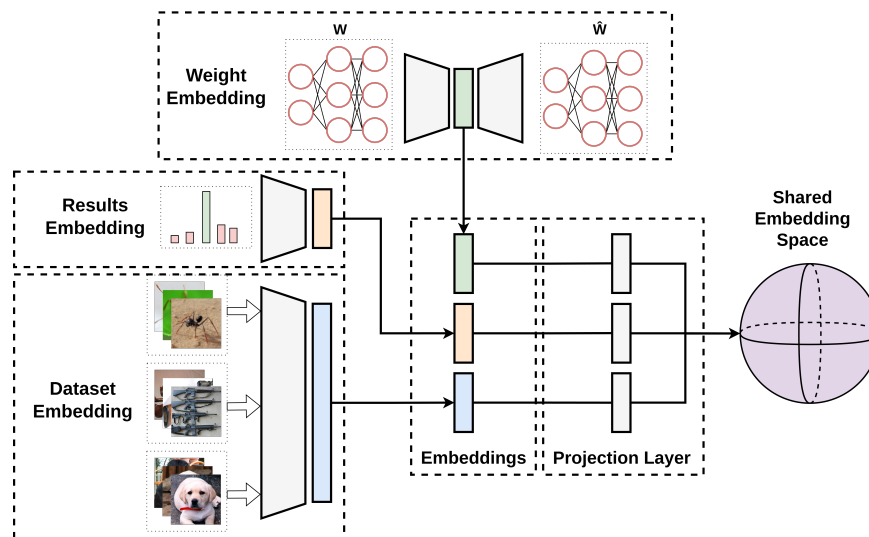 W
Ŵ
Weight
Embedding
Results
Embedding
Shared
Embedding
Space
Dataset
Embedding
Embeddings
Projection Layer